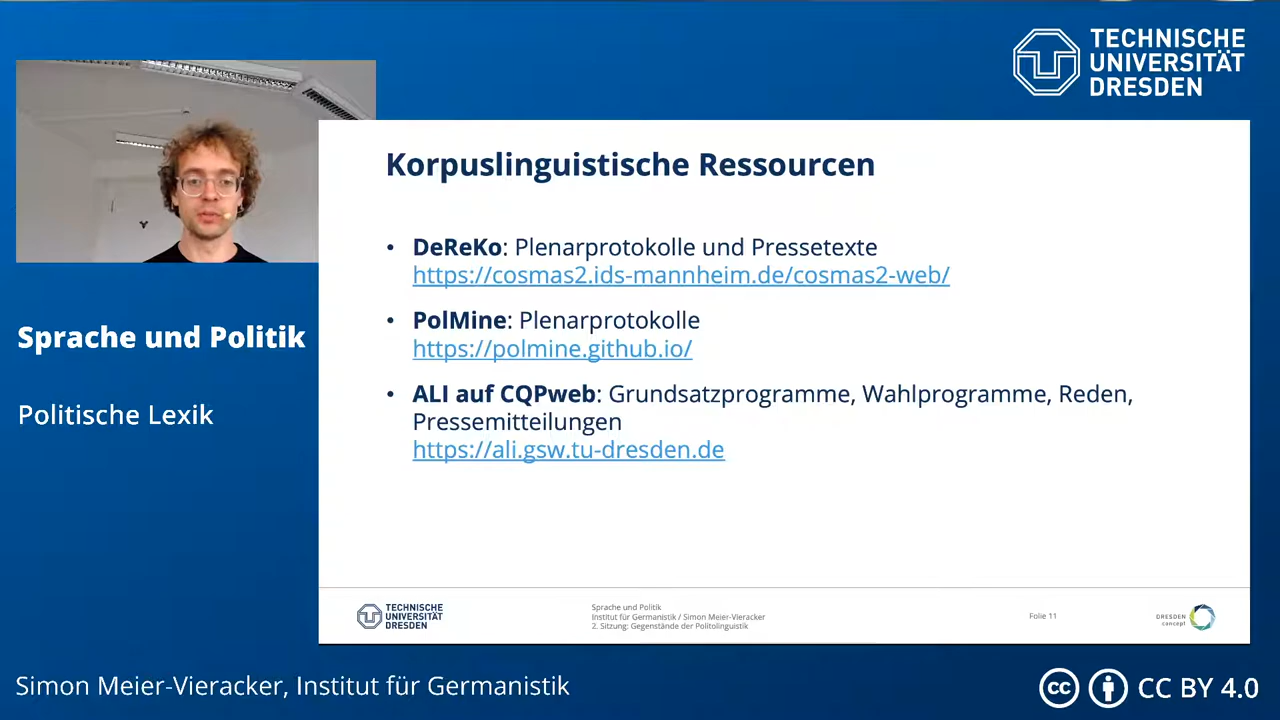 TECHNISCHE
UNIVERSITÄT
DRESDEN
Korpuslinguistische Ressourcen
• DeReKo: Plenarprotokolle und Pressetexte
https://cosmas2.ids-mannheim.de/cosmas2-web/
• PolMine: Plenarprotokolle
https://polmine.github.io/
• ALI auf CQPweb: Grundsatzprogramme, Wahlprogramme, Reden,
Pressemitteilungen
https://ali.gsw.tu-dresden.de
Sprache und Politik
Politische Lexik
TECHNISCHE
UNIVERSITÄT
DRESDEN
Sprache und Politik
Institut für Germanistik / Simon Meier-Vieracker
2. Sitzung: Gegenstände der Politolinguistik
Folie 11
DRESDEN
concept
Simon Meier-Vieracker, Institut für Germanistik
cc CC BY 4.0